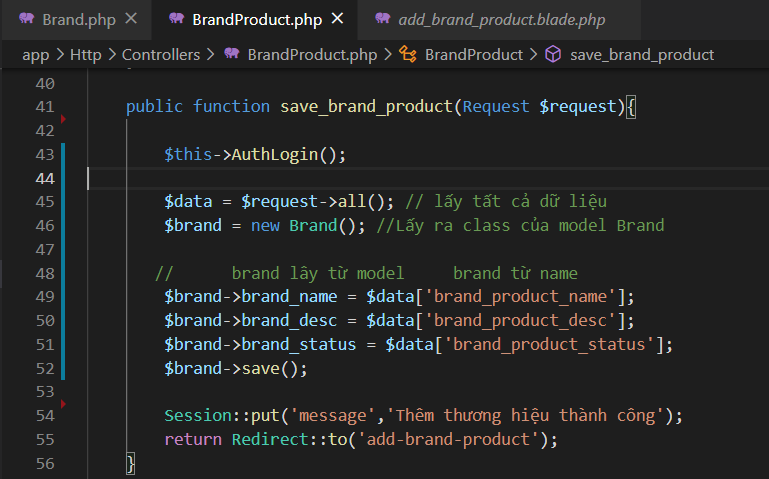 Brand.php BrandProduct.php add_brand_product.blade.php
app > Http > Controllers > BrandProduct.php > BrandProduct > save_brand_product
40
41 public function save_brand_product(Request $request){
42
43 $this->AuthLogin();
44
45 $data = $request->all(); // lấy tất cả dữ liệu
46 $brand = new Brand(); //Lấy ra class của model Brand
47
48 // brand lây từ model brand từ name
49 $brand->brand_name = $data['brand_product_name'];
50 $brand->brand_desc = $data['brand_product_desc'];
51 $brand->brand_status = $data['brand_product_status'];
52 $brand->save();
53
54 Session::put('message','Thêm thương hiệu thành công');
55 return Redirect::to('add-brand-product');
56 }